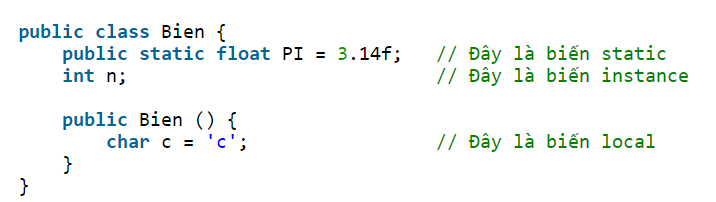 public class Bien {
    public static float PI = 3.14f;   // Đây là biến static
    int n;                            // Đây là biến instance

    public Bien () {
        char c = 'c';                 // Đây là biến local
    }
}